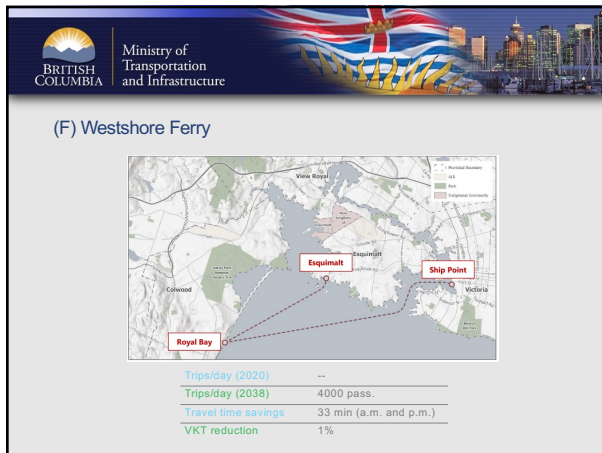 BRITISH
COLUMBIA
Ministry of
Transportation
and Infrastructure
(F) Westshore Ferry
Municipal Boundary
ALR
Park
Indigenous Community
View Royal
Esquimalt
Esquimalt
Ship Point
Colwood
Victoria
Royal Bay
Trips/day (2020) --
Trips/day (2038) 4000 pass.
Travel time savings 33 min (a.m. and p.m.)
VKT reduction 1%